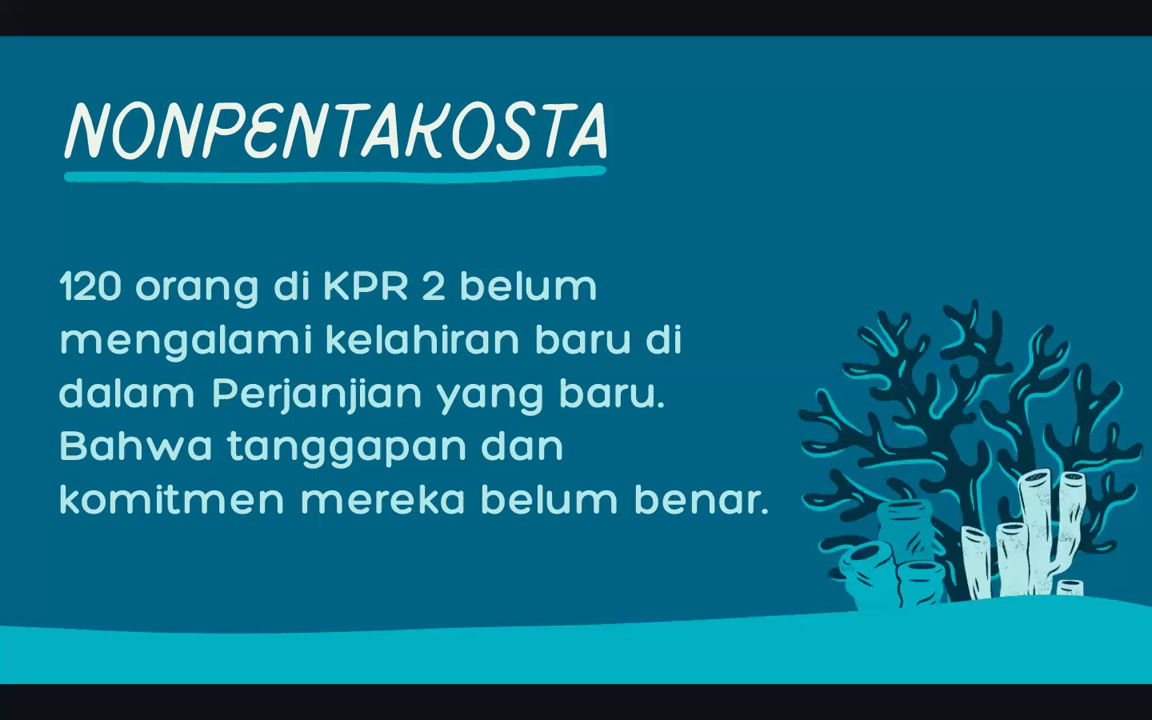 NONPENTAKOSTA
120 orang di KPR 2 belum
mengalami kelahiran baru di
dalam Perjanjian yang baru.
Bahwa tanggapan dan
komitmen mereka belum benar.